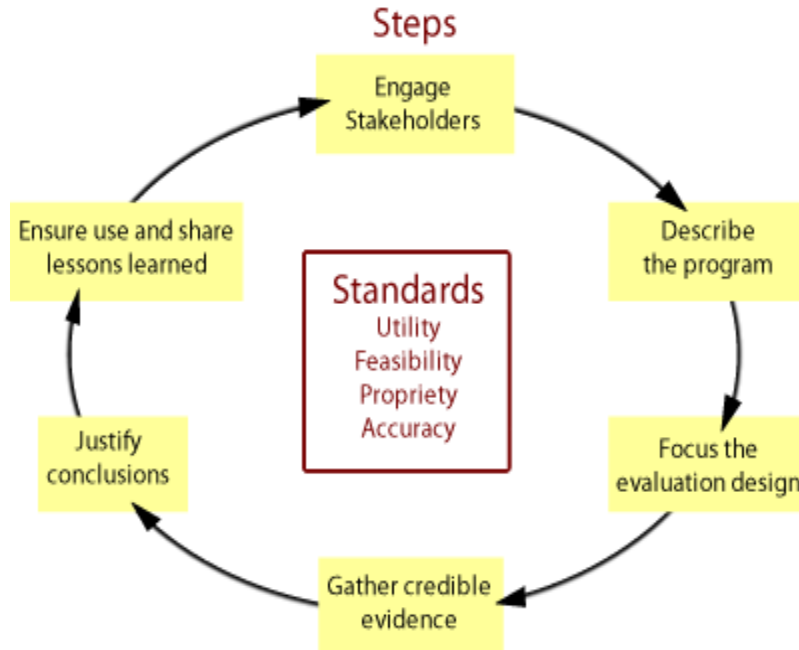 Steps
Engage
Stakeholders
Describe
the program
Focus the
evaluation design
Gather credible
evidence
Justify
conclusions
Ensure use and share
lessons learned
Standards
Utility
Feasibility
Propriety
Accuracy